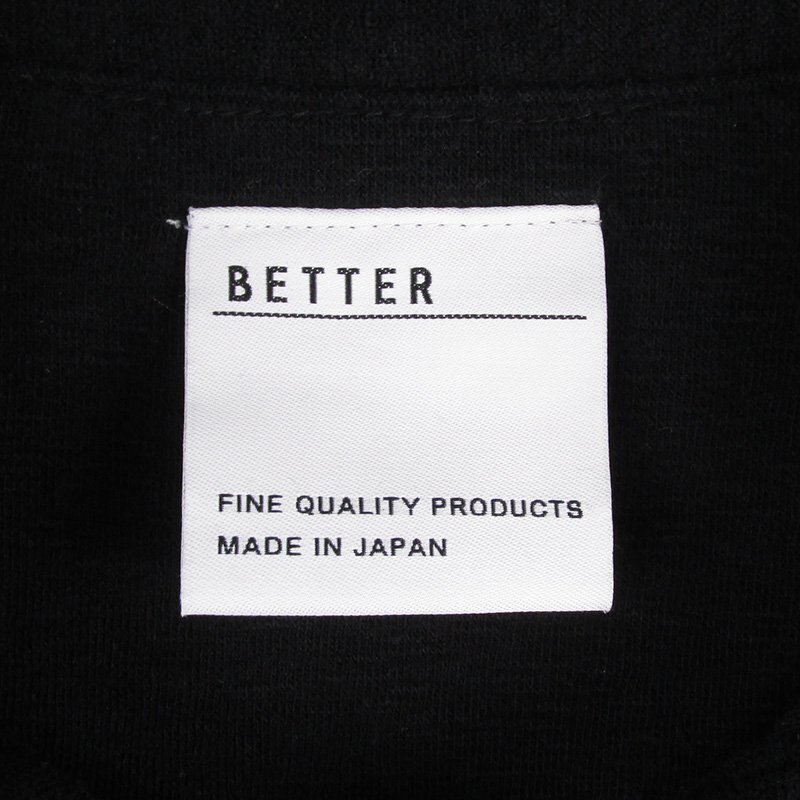 BETTER
FINE QUALITY PRODUCTS
MADE IN JAPAN